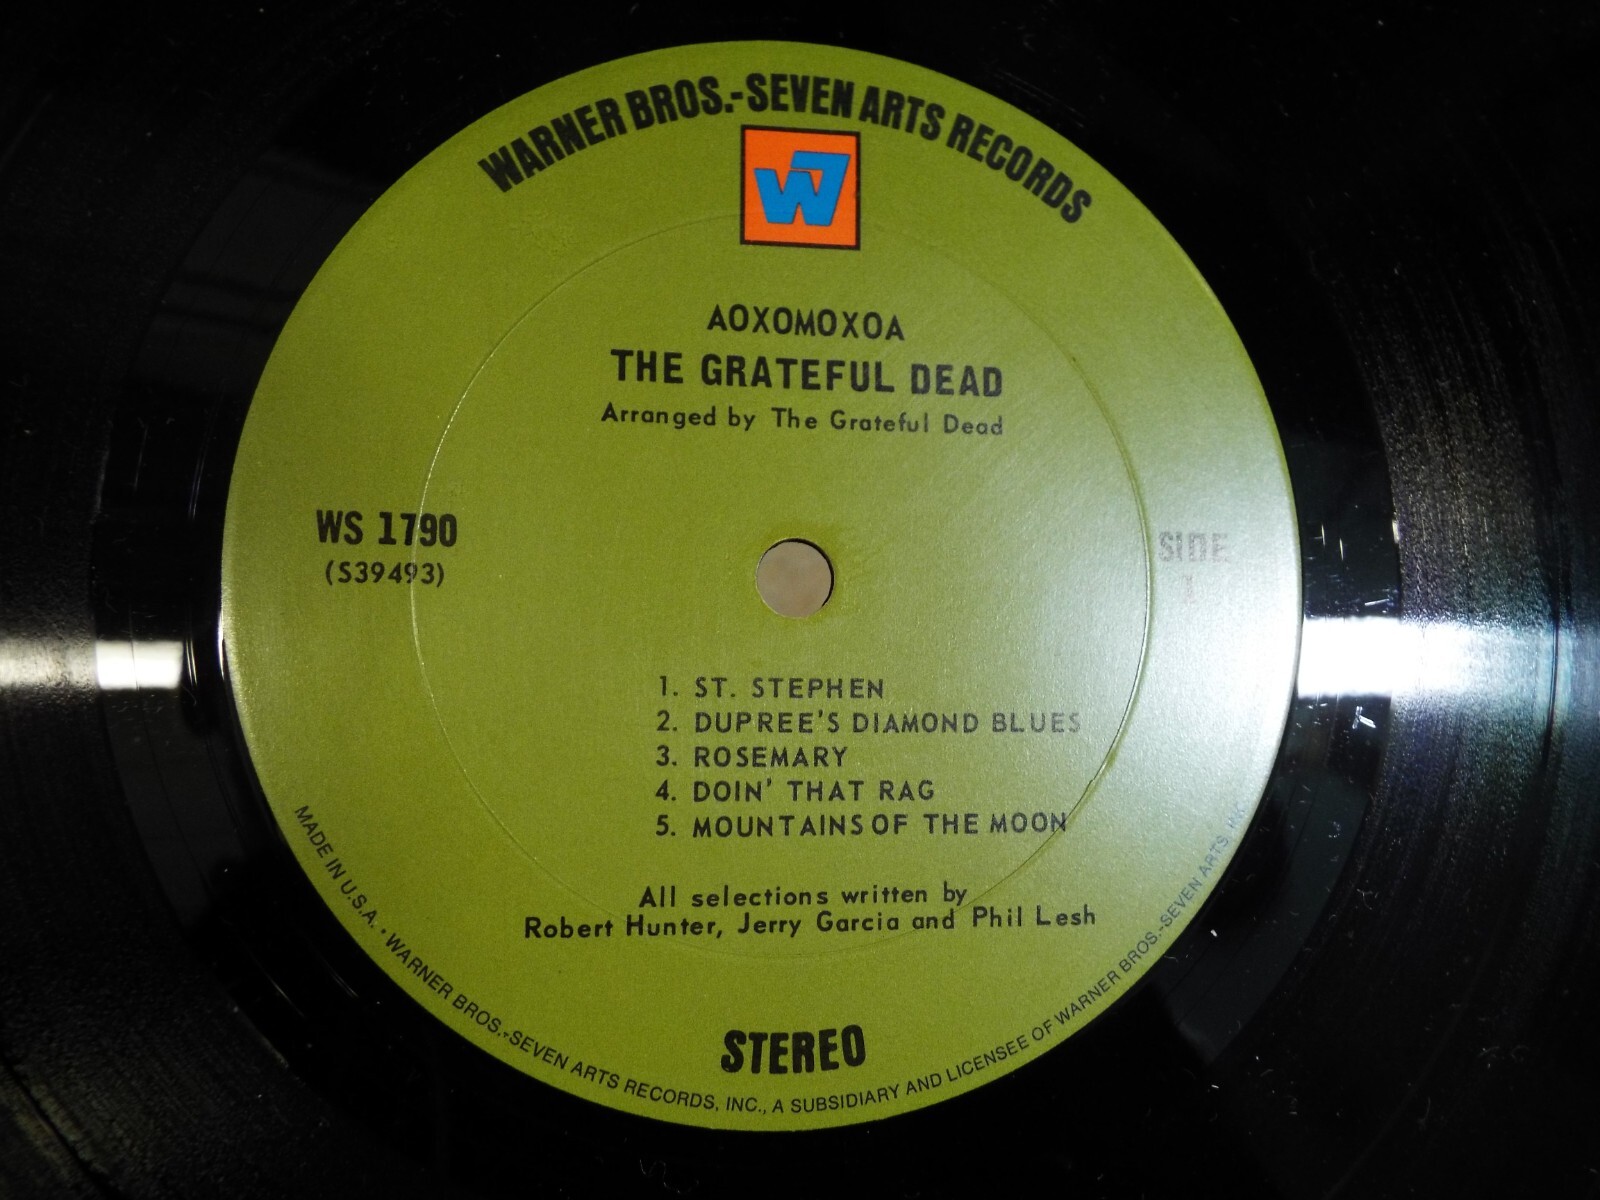 WARNER BROS.-SEVEN ARTS RECORDS
W7
AOXOMOXOA
THE GRATEFUL DEAD
Arranged by The Grateful Dead
WS 1790
(S39493)
SIDE
1
1. ST. STEPHEN
2. DUPREE'S DIAMOND BLUES
3. ROSEMARY
4. DOIN' THAT RAG
5. MOUNTAINS OF THE MOON
All selections written by
Robert Hunter, Jerry Garcia and Phil Lesh
STEREO
MADE IN U.S.A. • WARNER BROS.-SEVEN ARTS RECORDS, INC., A SUBSIDIARY AND LICENSEE OF WARNER BROS.-SEVEN ARTS, INC.